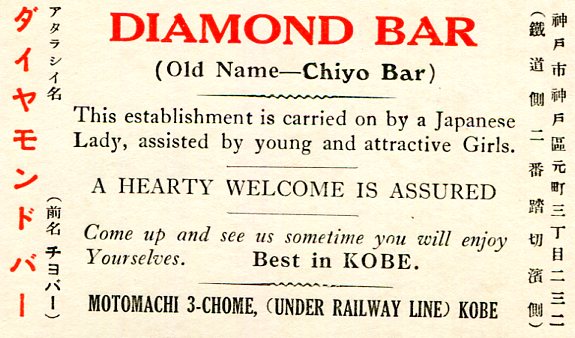 DIAMOND BAR
(Old Name—Chiyo Bar)
This establishment is carried on by a Japanese
Lady, assisted by young and attractive Girls.
A HEARTY WELCOME IS ASSURED
Come up and see us sometime you will enjoy
Yourselves. Best in KOBE.
MOTOMACHI 3-CHOME, (UNDER RAILWAY LINE) KOBE
神戸市神戸區元町三丁目二三二
(鐵道側二番踏切濱側)
アタラシイ名
(前名 チヨバー)
ダイヤモンドバー